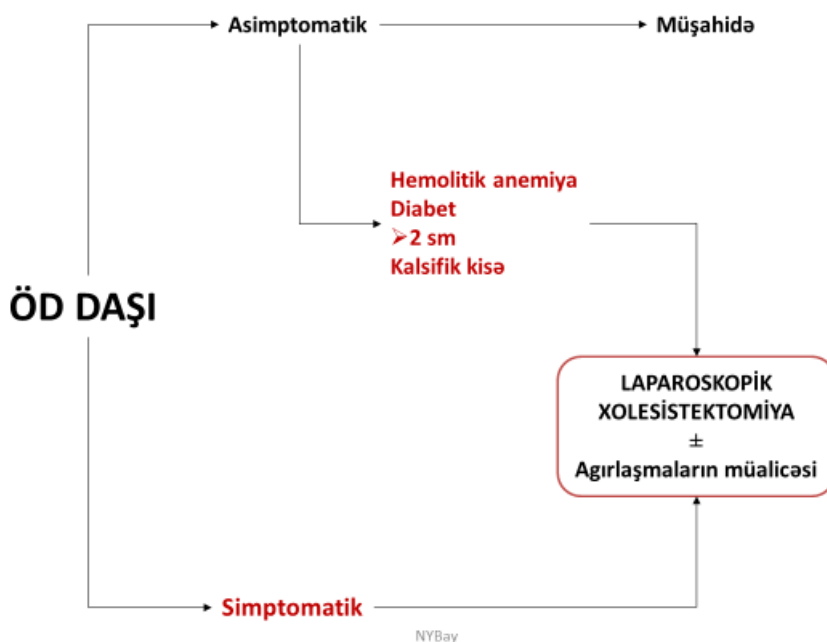 Asimptomatik
Müşahidə
Hemolitik anemiya
Diabet
➢2 sm
Kalsifik kisə
ÖD DAŞI
LAPAROSKOPİK
XOLESİSTEKTOMİYA
±
Agırlaşmaların müalicəsi
Simptomatik
NYBay